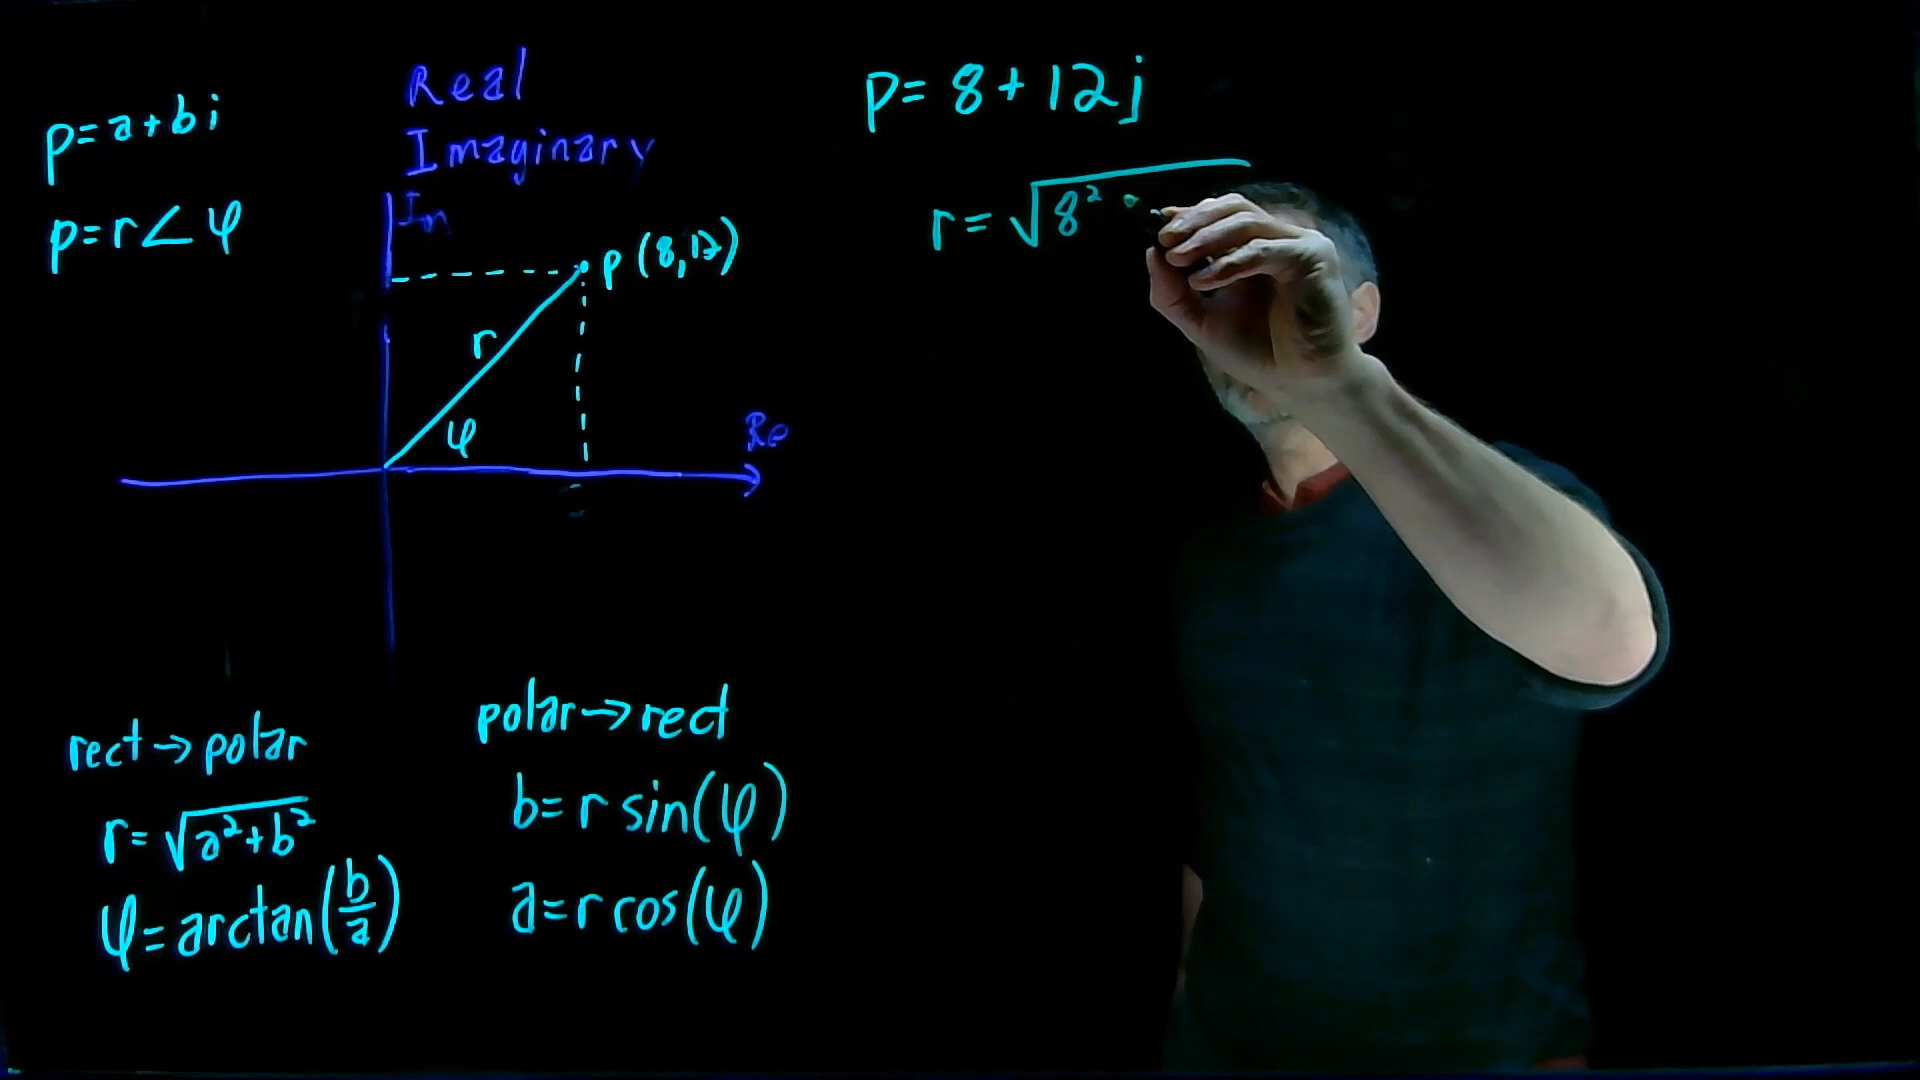 p=a+bi
p=r∠φ
Real
Imaginary
Im
p(8,12)
r
φ
Re
rect→polar
r=√a²+b²
φ=arctan(b/a)
polar→rect
b=r sin(φ)
a=r cos(φ)
p=8+12j
r=√8²